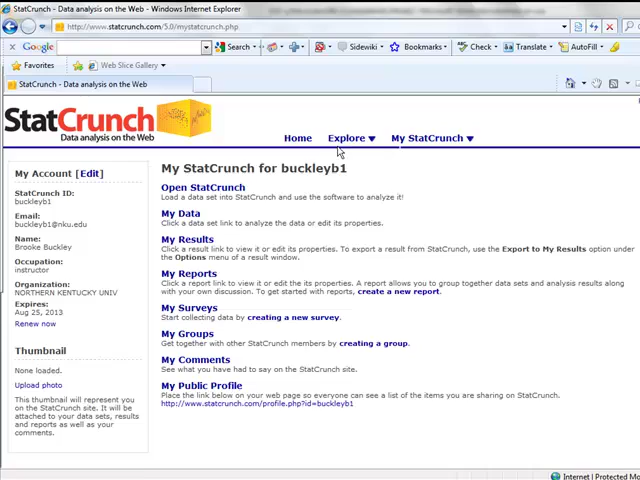 StatCrunch - Data analysis on the Web - Windows Internet Explorer
http://www.statcrunch.com/5.0/mystatcrunch.php
Google Search Sidewiki Bookmarks Check Translate AutoFill
Favorites Web Slice Gallery
StatCrunch - Data analysis on the Web
StatCrunch
Data analysis on the Web
Home Explore My StatCrunch
My Account [Edit]
StatCrunch ID:
buckleyb1
Email:
buckleyb1@nku.edu
Name:
Brooke Buckley
Occupation:
instructor
Organization:
NORTHERN KENTUCKY UNIV
Expires:
Aug 25, 2013
Renew now
Thumbnail
None loaded.
Upload photo
This thumbnail will represent you
on the StatCrunch site. It will be
attached to your data sets, results
and reports as well as your
comments.
My StatCrunch for buckleyb1
Open StatCrunch
Load a data set into StatCrunch and use the software to analyze it!
My Data
Click a data set link to analyze the data or edit its properties.
My Results
Click a result link to view it or edit its properties. To export a result from StatCrunch, use the Export to My Results option under
the Options menu of a result window.
My Reports
Click a report link to view it or edit the its properties. A report allows you to group together data sets and analysis results along
with your own discussion. To get started with reports, create a new report.
My Surveys
Start collecting data by creating a new survey.
My Groups
Get together with other StatCrunch members by creating a group.
My Comments
See what you have had to say on the StatCrunch site.
My Public Profile
Place the link below on your web page so everyone can see a list of the items you are sharing on StatCrunch.
http://www.statcrunch.com/profile.php?id=buckleyb1
Internet | Protected Mo